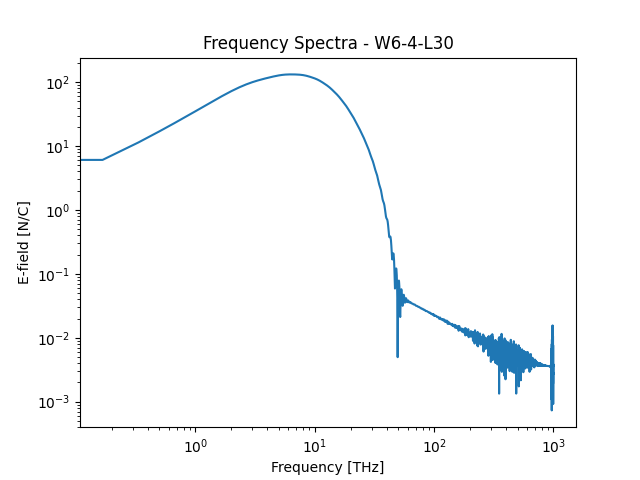 Frequency Spectra - W6-4-L30
E-field [N/C]
10²
10¹
10⁰
10⁻¹
10⁻²
10⁻³
10⁰ 10¹ 10² 10³
Frequency [THz]